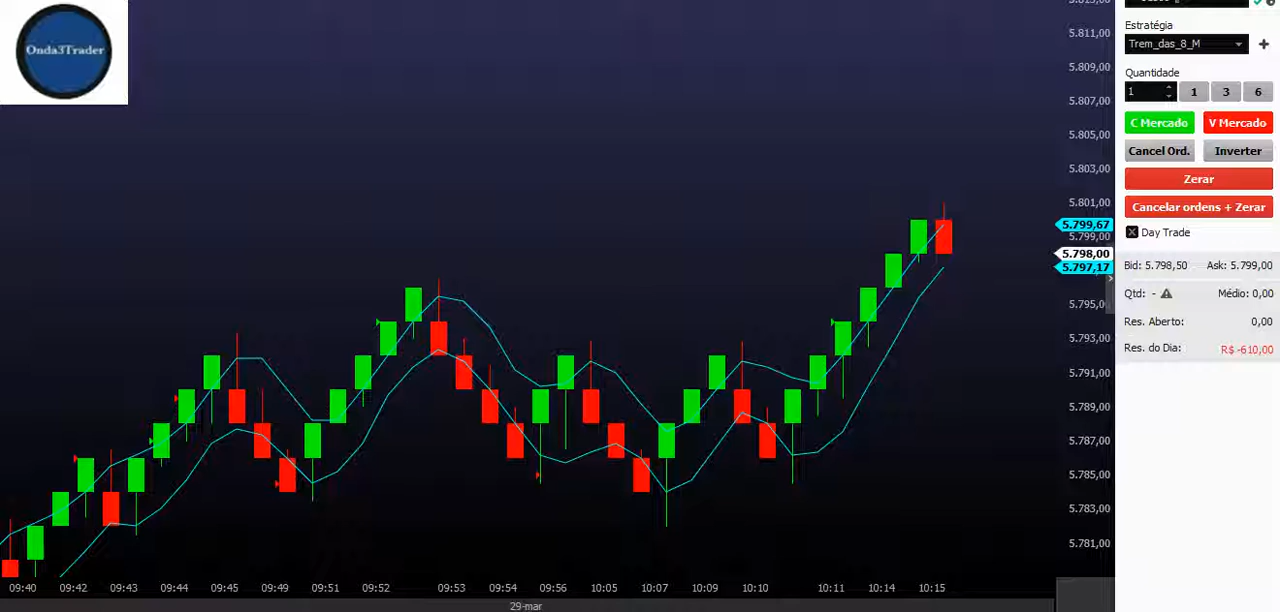 Onda3Trader
5.813,00
5.811,00
5.809,00
5.807,00
5.805,00
5.803,00
5.801,00
5.799,67
5.799,00
5.798,00
5.797,17
5.795,00
5.793,00
5.791,00
5.789,00
5.787,00
5.785,00
5.783,00
5.781,00
09:40 09:42 09:43 09:44 09:45 09:49 09:51 09:52 09:53 09:54 09:56 10:05 10:07 10:09 10:10 10:11 10:14 10:15
29-mar
Estratégia
Trem_das_8_M
Quantidade
1 1 3 6
C Mercado V Mercado
Cancel Ord. Inverter
Zerar
Cancelar ordens + Zerar
Day Trade
Bid: 5.798,50 Ask: 5.799,00
Qtd: - Médio: 0,00
Res. Aberto: 0,00
Res. do Dia: R$ -610,00